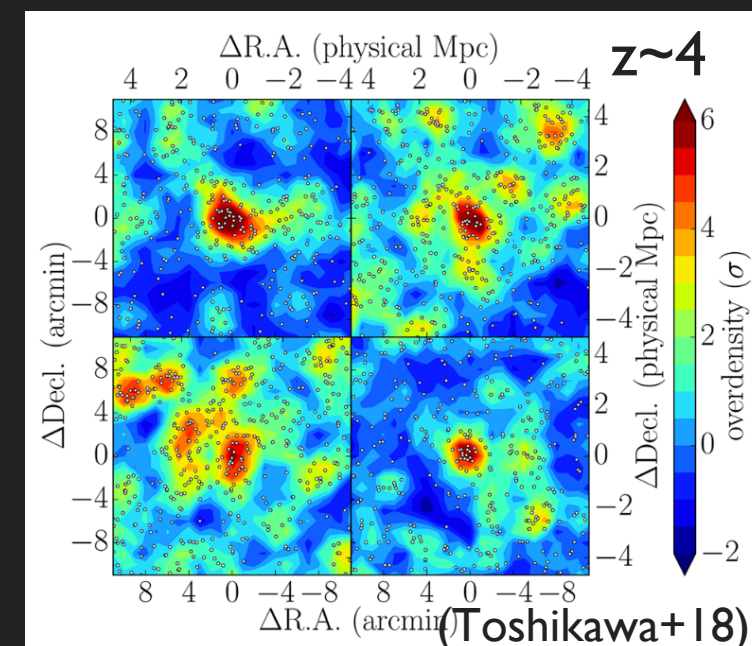 ΔR.A. (physical Mpc)
z~4
4 2 0 −2 −4 4 2 0 −2 −4
8
4
0
−4
−8
8
4
0
−4
−8
ΔDecl. (arcmin)
4
2
0
−2
−4
4
2
0
−2
−4
ΔDecl. (physical Mpc)
6
4
2
0
−2
overdensity (σ)
8 4 0 −4 −8 8 4 0 −4 −8
ΔR.A. (arcmin)
(Toshikawa+18)